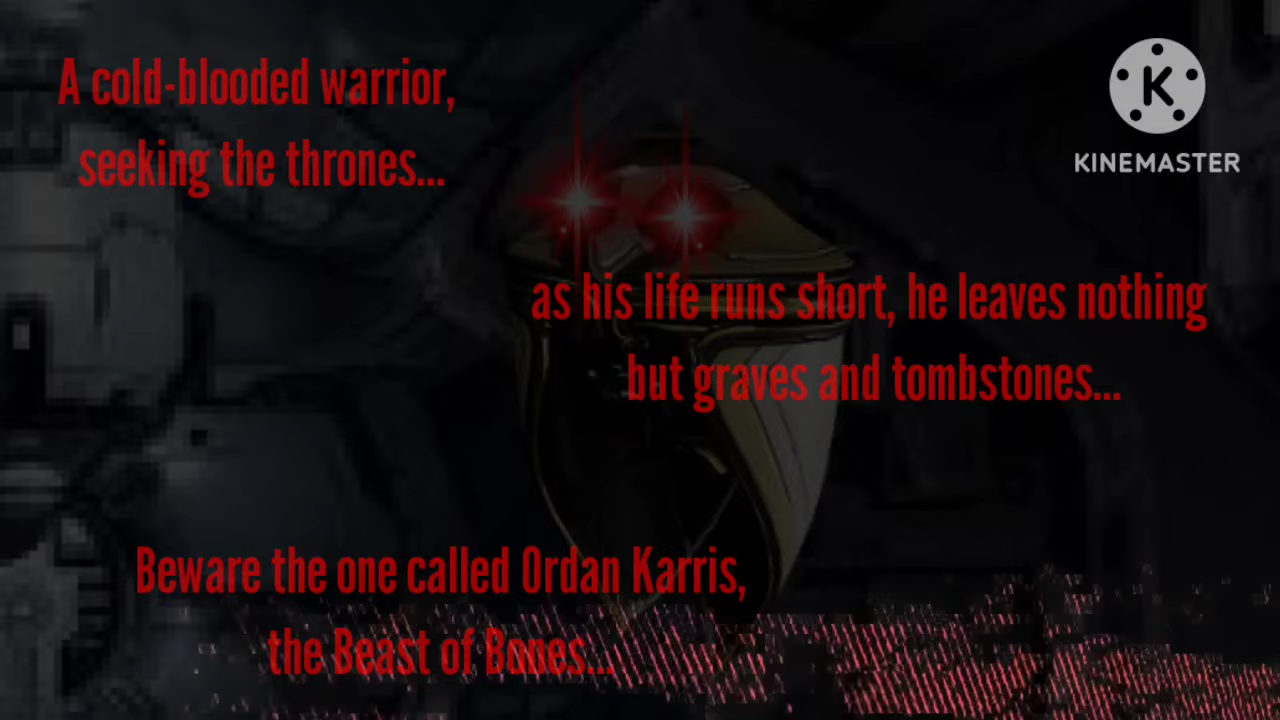 A cold-blooded warrior,
seeking the thrones...
K
KINEMASTER
as his life runs short, he leaves nothing
but graves and tombstones...
Beware the one called Ordan Karris,
the Beast of Bones...